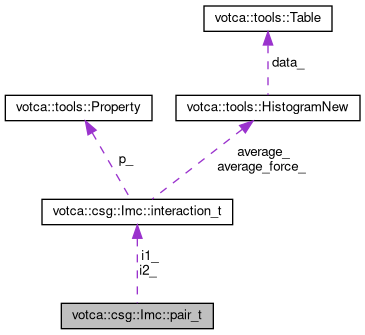 votca::tools::Table
data_
votca::tools::Property
votca::tools::HistogramNew
p_
average_
average_force_
votca::csg::Imc::interaction_t
i1_
i2_
votca::csg::Imc::pair_t